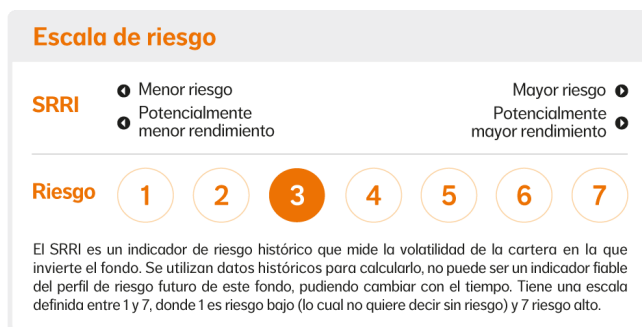 Escala de riesgo
SRRI
Menor riesgo
Potencialmente
menor rendimiento
Mayor riesgo
Potencialmente
mayor rendimiento
Riesgo 1 2 3 4 5 6 7
El SRRI es un indicador de riesgo histórico que mide la volatilidad de la cartera en la que
invierte el fondo. Se utilizan datos históricos para calcularlo, no puede ser un indicador fiable
del perfil de riesgo futuro de este fondo, pudiendo cambiar con el tiempo. Tiene una escala
definida entre 1 y 7, donde 1 es riesgo bajo (lo cual no quiere decir sin riesgo) y 7 riesgo alto.